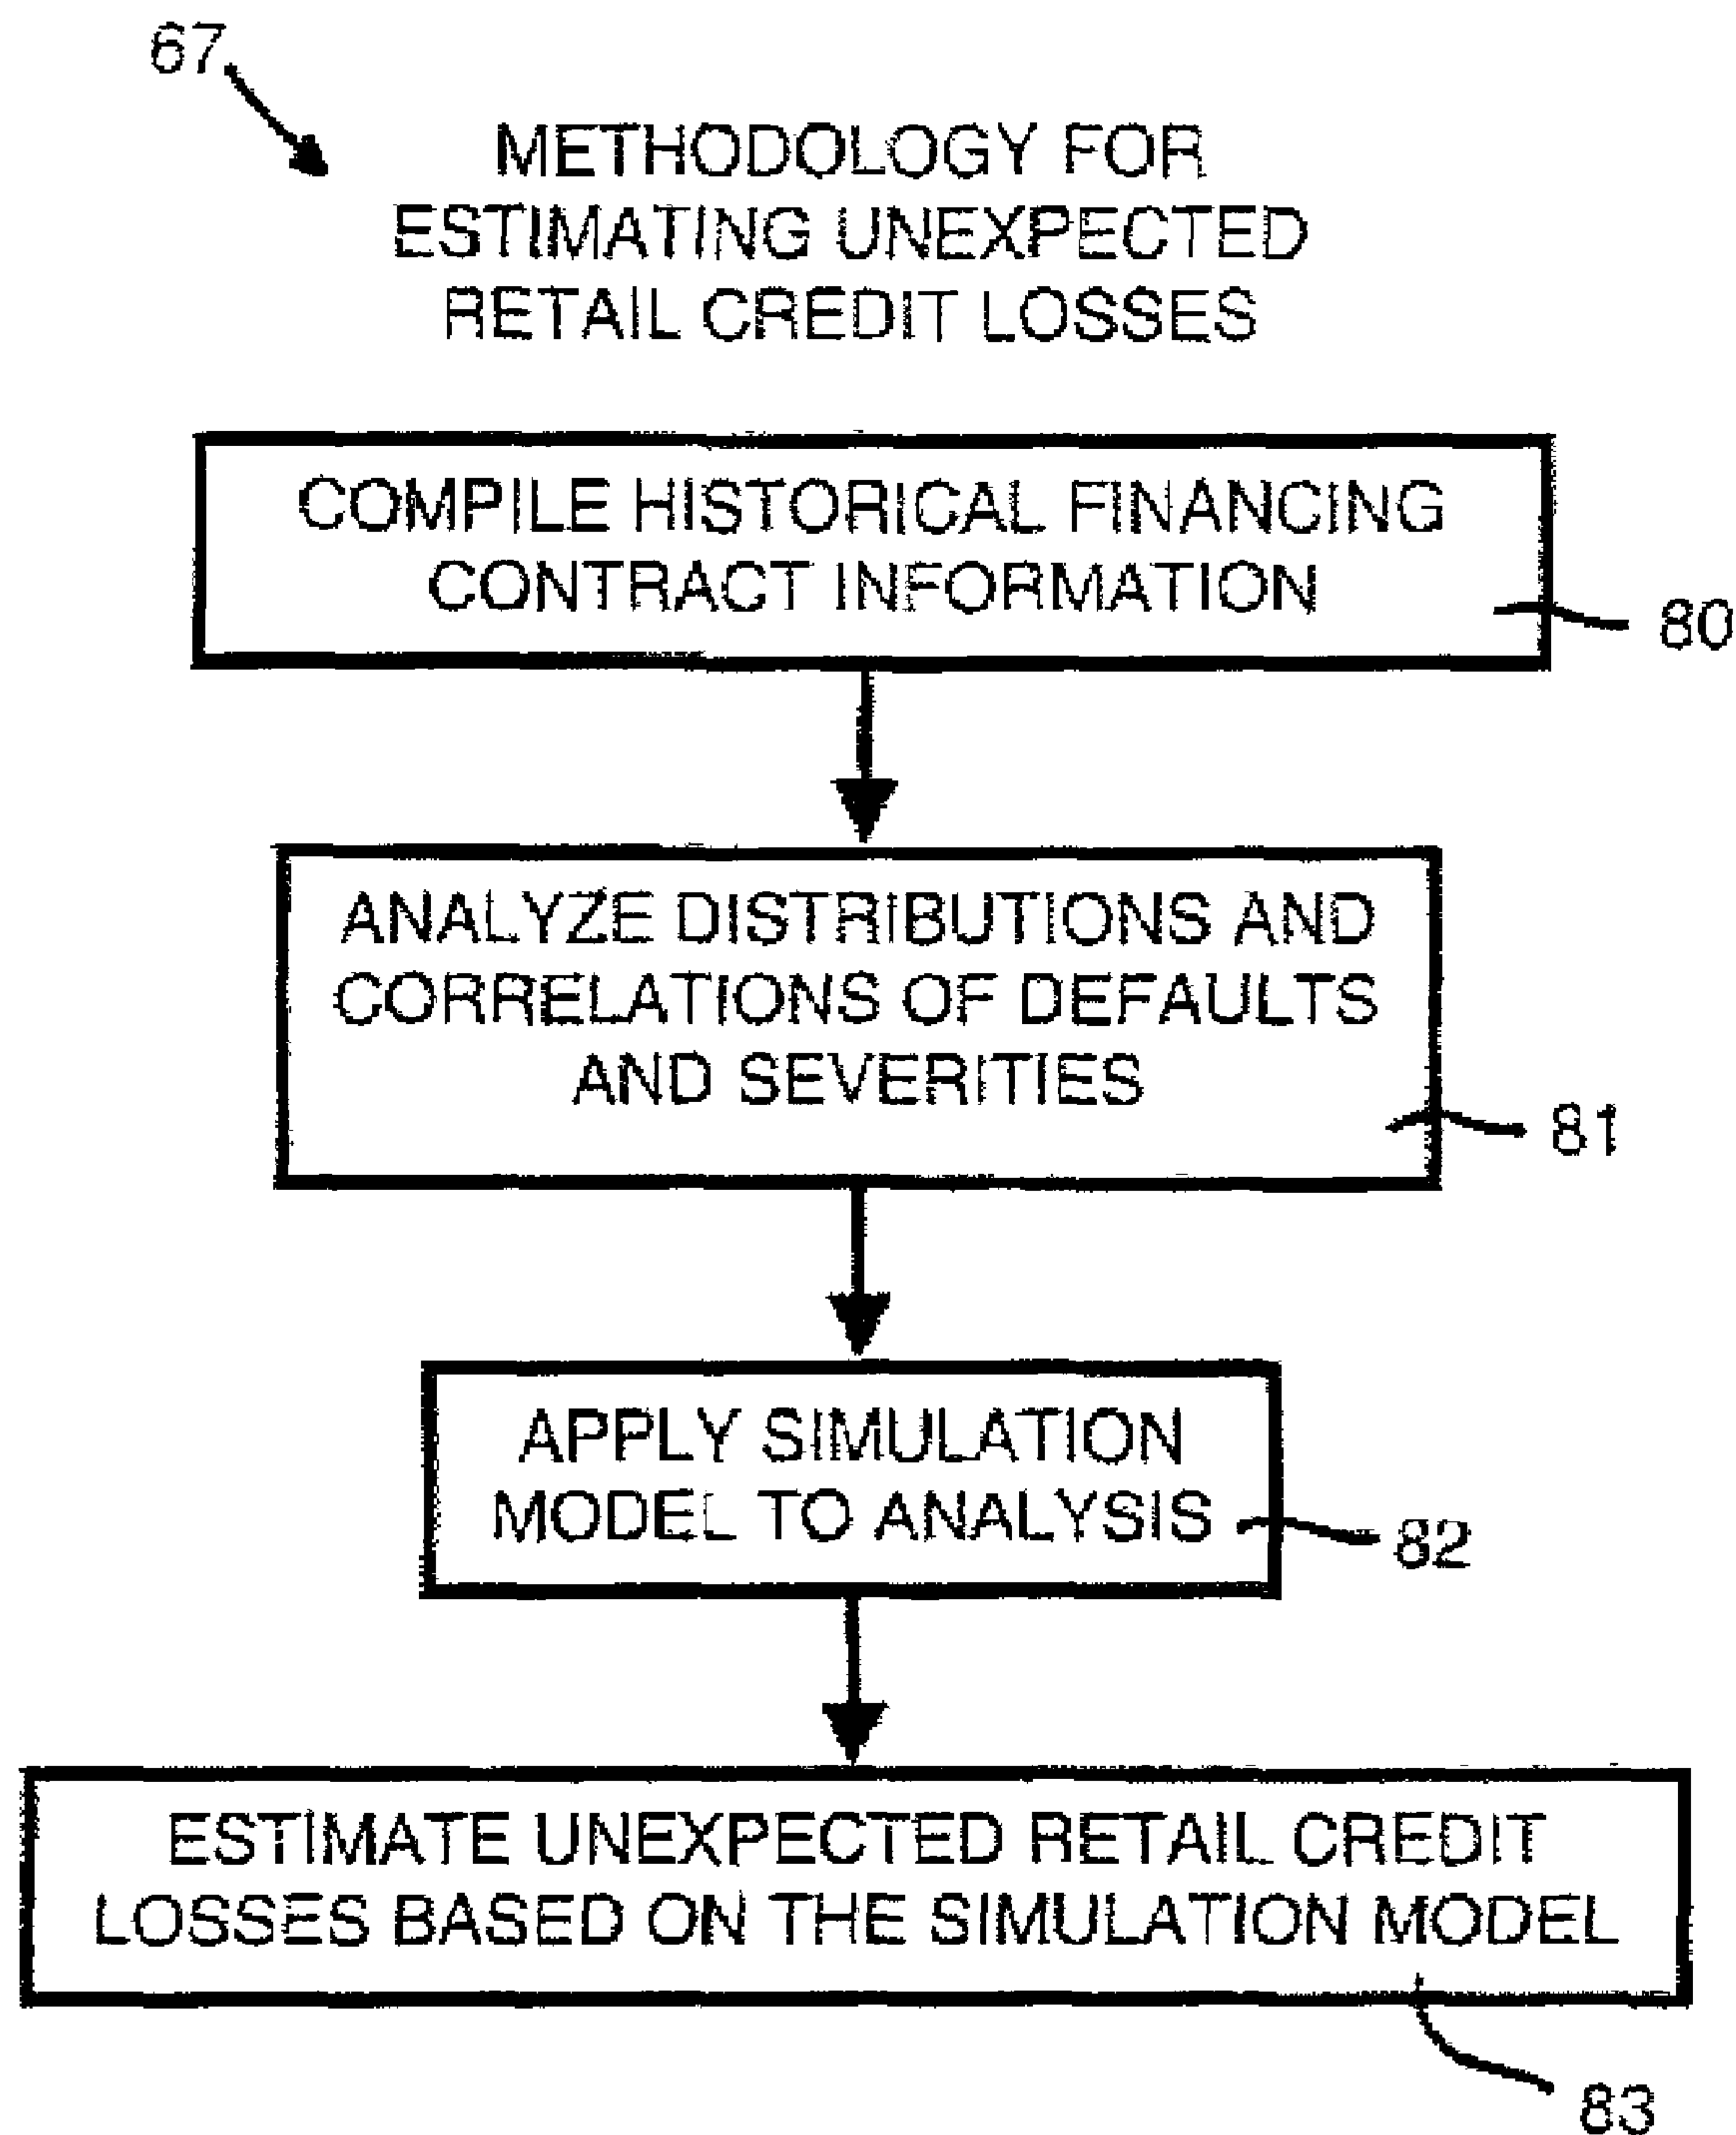 67
METHODOLOGY FOR
ESTIMATING UNEXPECTED
RETAIL CREDIT LOSSES
COMPILE HISTORICAL FINANCING
CONTRACT INFORMATION
80
ANALYZE DISTRIBUTIONS AND
CORRELATIONS OF DEFAULTS
AND SEVERITIES
81
APPLY SIMULATION
MODEL TO ANALYSIS
82
ESTIMATE UNEXPECTED RETAIL CREDIT
LOSSES BASED ON THE SIMULATION MODEL
83